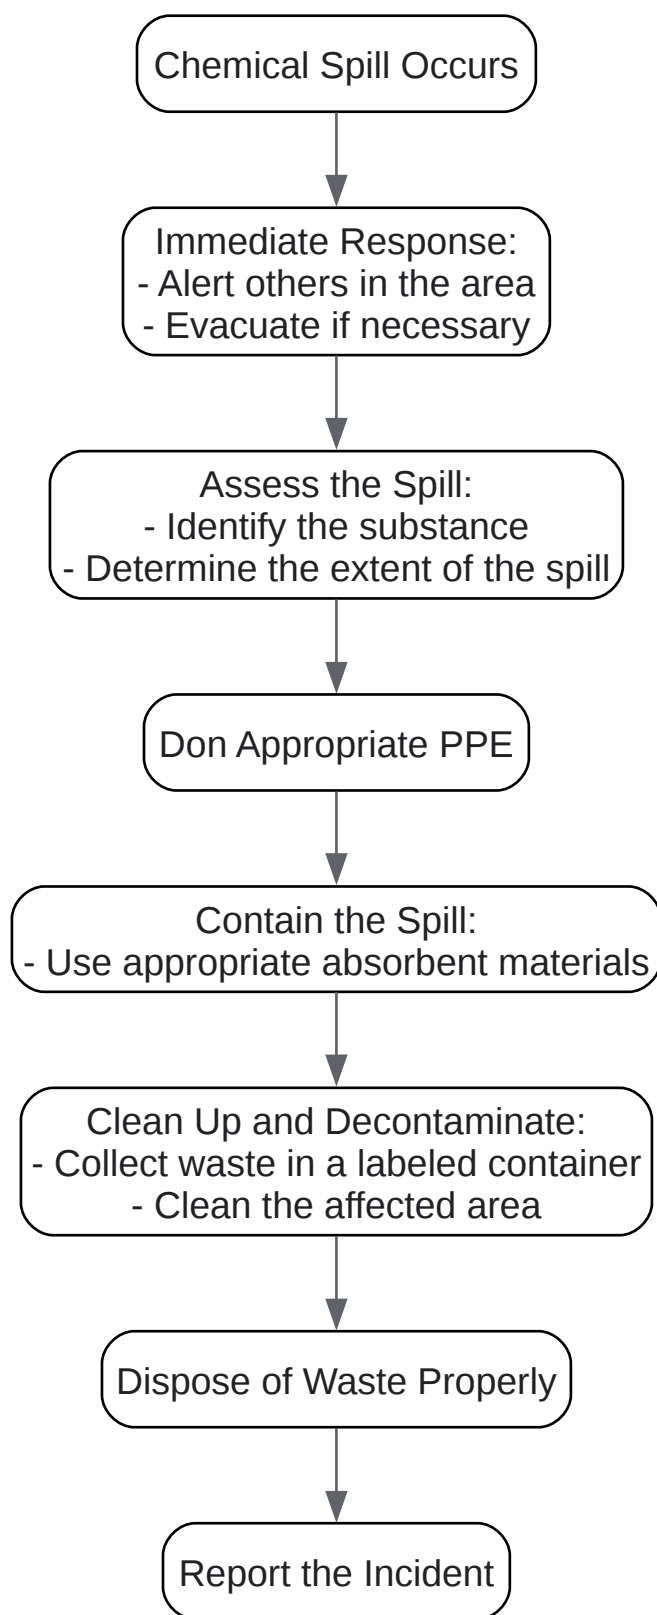 Chemical Spill Occurs
Immediate Response:
- Alert others in the area
- Evacuate if necessary
Assess the Spill:
- Identify the substance
- Determine the extent of the spill
Don Appropriate PPE
Contain the Spill:
- Use appropriate absorbent materials
Clean Up and Decontaminate:
- Collect waste in a labeled container
- Clean the affected area
Dispose of Waste Properly
Report the Incident